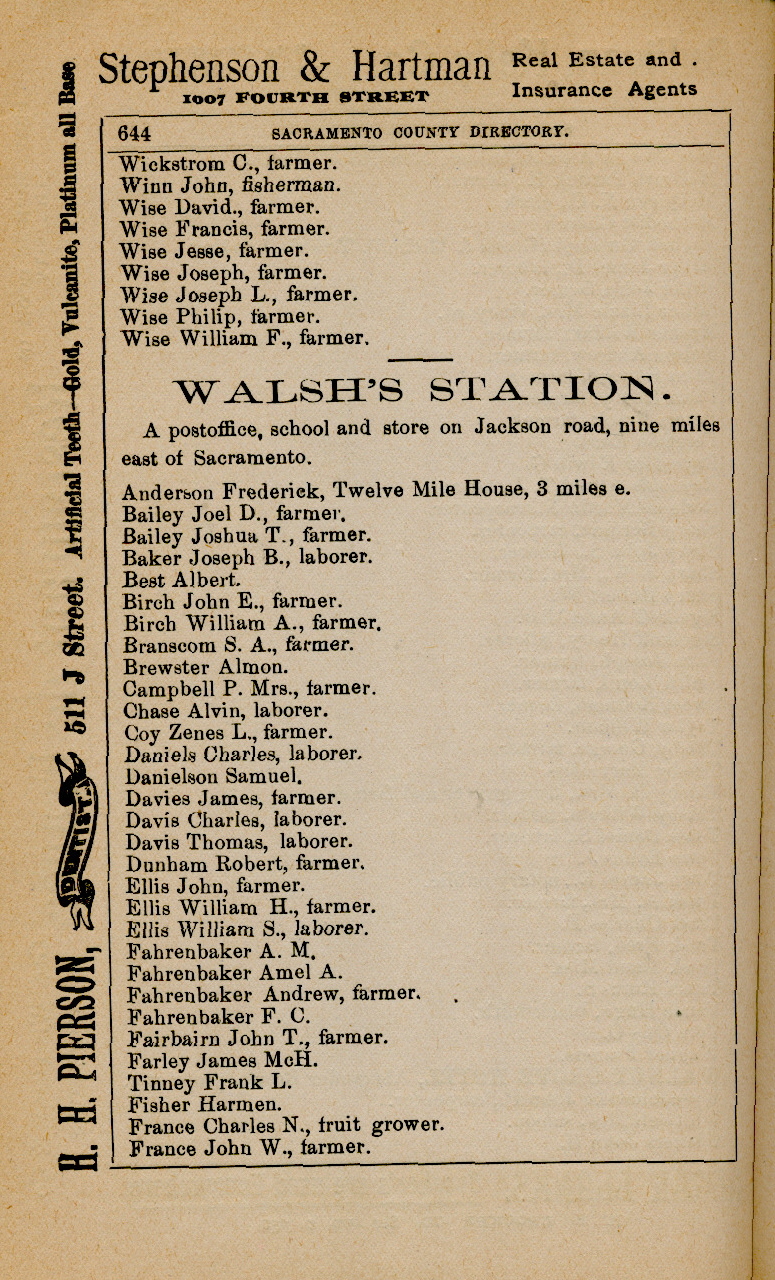 Stephenson & Hartman
1007 FOURTH STREET
Real Estate and .
Insurance Agents
644
SACRAMENTO COUNTY DIRECTORY.
Wickstrom C., farmer.
Winn John, fisherman.
Wise David., farmer.
Wise Francis, farmer.
Wise Jesse, farmer.
Wise Joseph, farmer.
Wise Joseph L., farmer.
Wise Philip, farmer.
Wise William F., farmer.
WALSH'S STATION.
A postoffice, school and store on Jackson road, nine miles
east of Sacramento.
Anderson Frederick, Twelve Mile House, 3 miles e.
Bailey Joel D., farmer.
Bailey Joshua T., farmer.
Baker Joseph B., laborer.
Best Albert.
Birch John E., farmer.
Birch William A., farmer.
Branscom S. A., farmer.
Brewster Almon.
Campbell P. Mrs., farmer.
Chase Alvin, laborer.
Coy Zenes L., farmer.
Daniels Charles, laborer.
Danielson Samuel.
Davies James, farmer.
Davis Charles, laborer.
Davis Thomas, laborer.
Dunham Robert, farmer.
Ellis John, farmer.
Ellis William H., farmer.
Ellis William S., laborer.
Fahrenbaker A. M.
Fahrenbaker Amel A.
Fahrenbaker Andrew, farmer.
Fahrenbaker F. C.
Fairbairn John T., farmer.
Farley James McH.
Tinney Frank L.
Fisher Harmen.
France Charles N., fruit grower.
France John W., farmer.
H. H. PIERSON, DENTIST. 511 J Street. Artificial Teeth—Gold, Vulcanite, Platinum all Base